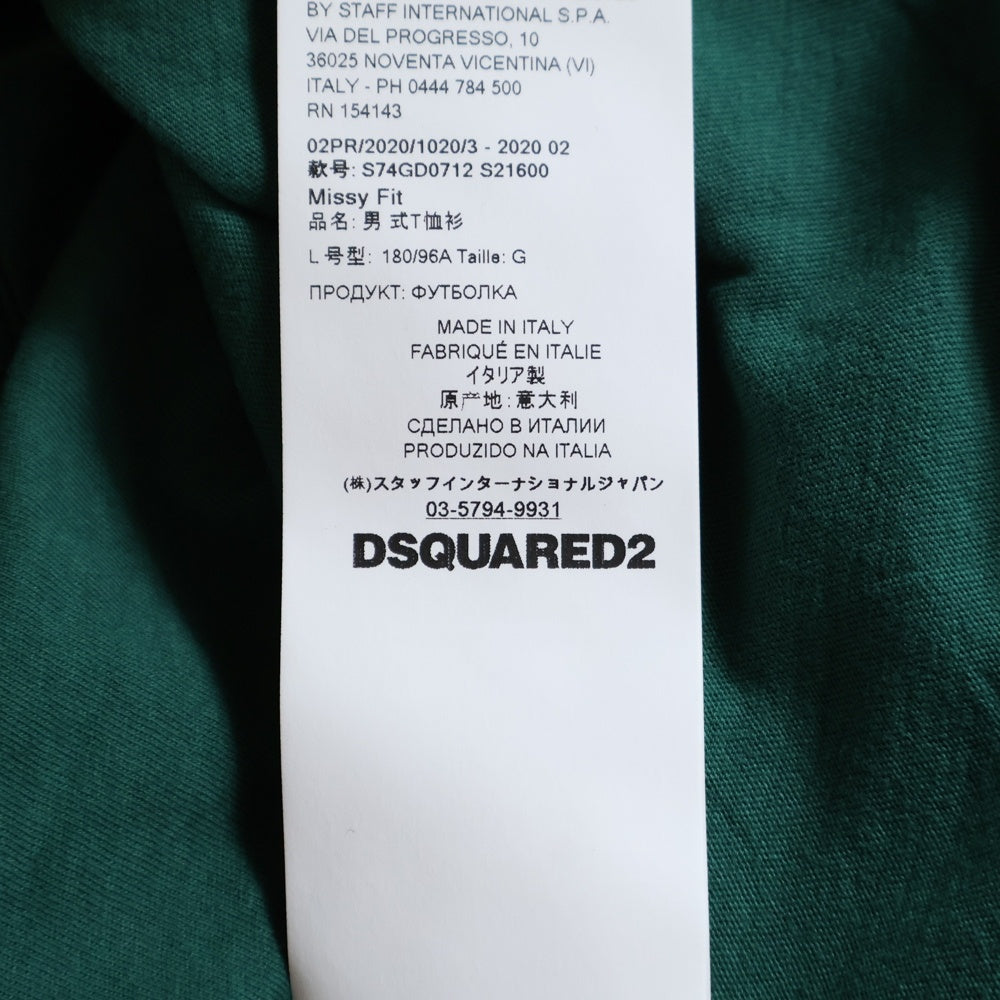 BY STAFF INTERNATIONAL S.P.A.
VIA DEL PROGRESSO, 10
36025 NOVENTA VICENTINA (VI)
ITALY - PH 0444 784 500
RN 154143
02PR/2020/1020/3 - 2020 02
款号: S74GD0712 S21600
Missy Fit
品名: 男 式T恤衫
L 号型: 180/96A Taille: G
ПРОДУКТ: ФУТБОЛКА
MADE IN ITALY
FABRIQUÉ EN ITALIE
イタリア製
原产地: 意大利
СДЕЛАНО В ИТАЛИИ
PRODUZIDO NA ITALIA
(株)スタッフインターナショナルジャパン
03-5794-9931
DSQUARED2